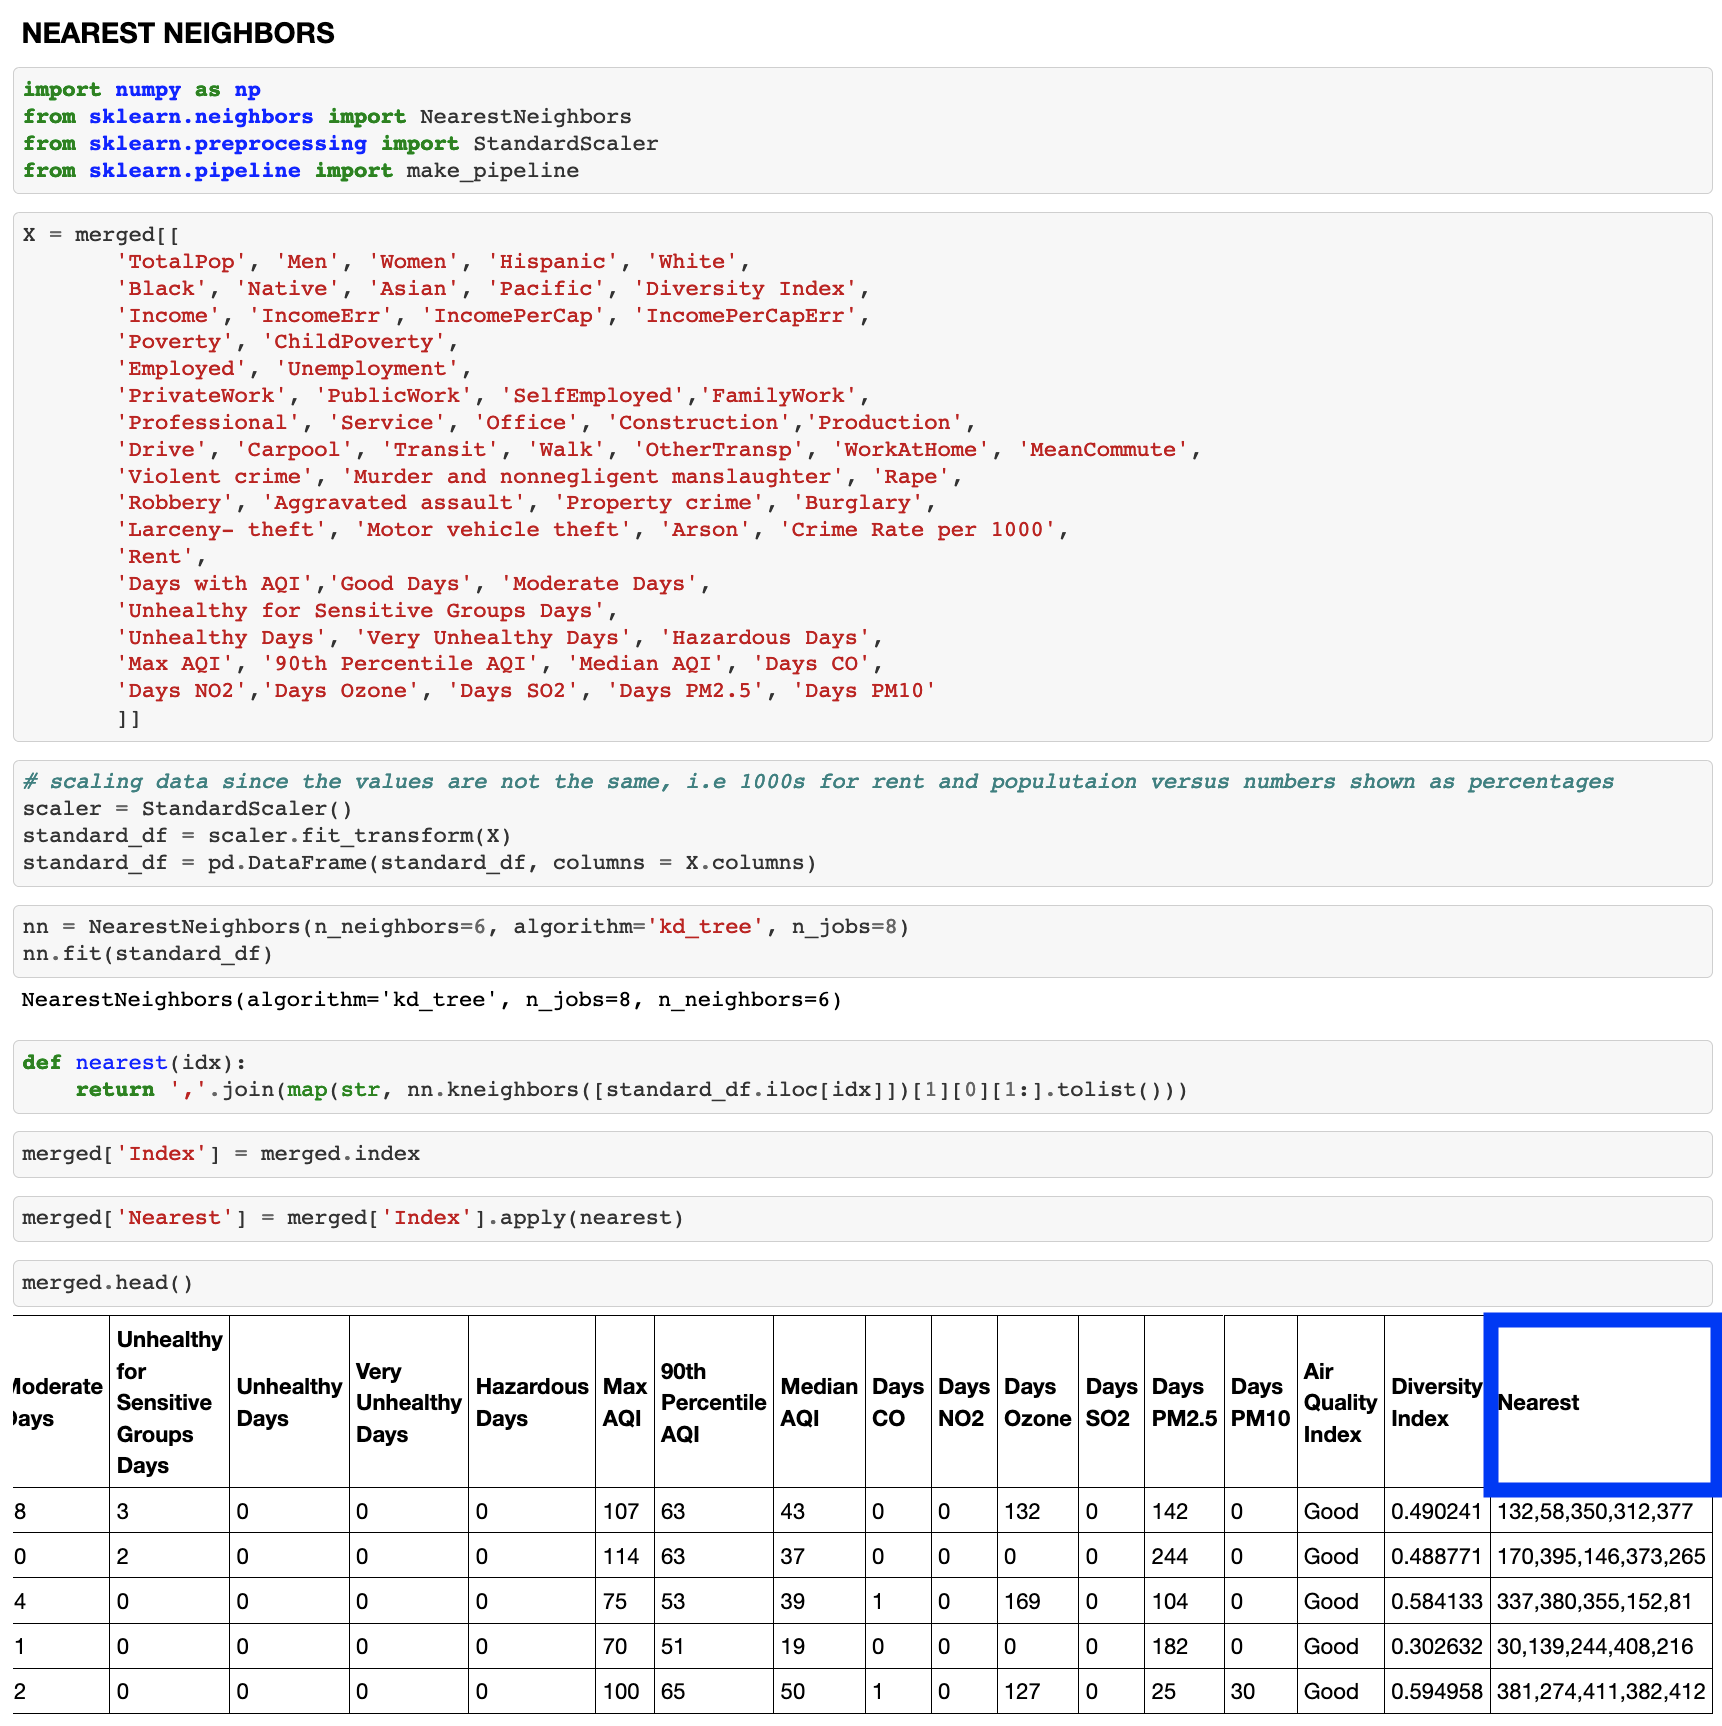 NEAREST NEIGHBORS
import numpy as np
from sklearn.neighbors import NearestNeighbors
from sklearn.preprocessing import StandardScaler
from sklearn.pipeline import make_pipeline
X = merged[[
'TotalPop', 'Men', 'Women', 'Hispanic', 'White',
'Black', 'Native', 'Asian', 'Pacific', 'Diversity Index',
'Income', 'IncomeErr', 'IncomePerCap', 'IncomePerCapErr',
'Poverty', 'ChildPoverty',
'Employed', 'Unemployment',
'PrivateWork', 'PublicWork', 'SelfEmployed','FamilyWork',
'Professional', 'Service', 'Office', 'Construction','Production',
'Drive', 'Carpool', 'Transit', 'Walk', 'OtherTransp', 'WorkAtHome', 'MeanCommute',
'Violent crime', 'Murder and nonnegligent manslaughter', 'Rape',
'Robbery', 'Aggravated assault', 'Property crime', 'Burglary',
'Larceny- theft', 'Motor vehicle theft', 'Arson', 'Crime Rate per 1000',
'Rent',
'Days with AQI','Good Days', 'Moderate Days',
'Unhealthy for Sensitive Groups Days',
'Unhealthy Days', 'Very Unhealthy Days', 'Hazardous Days',
'Max AQI', '90th Percentile AQI', 'Median AQI', 'Days CO',
'Days NO2','Days Ozone', 'Days SO2', 'Days PM2.5', 'Days PM10'
]]
# scaling data since the values are not the same, i.e 1000s for rent and populutaion versus numbers shown as percentages
scaler = StandardScaler()
standard_df = scaler.fit_transform(X)
standard_df = pd.DataFrame(standard_df, columns = X.columns)
nn = NearestNeighbors(n_neighbors=6, algorithm='kd_tree', n_jobs=8)
nn.fit(standard_df)
NearestNeighbors(algorithm='kd_tree', n_jobs=8, n_neighbors=6)
def nearest(idx):
return ','.join(map(str, nn.kneighbors([standard_df.iloc[idx]])[1][0][1:].tolist()))
merged['Index'] = merged.index
merged['Nearest'] = merged['Index'].apply(nearest)
merged.head()
Moderate Days Unhealthy for Sensitive Groups Days Unhealthy Days Very Unhealthy Days Hazardous Days Max AQI 90th Percentile AQI Median AQI Days CO Days NO2 Days Ozone Days SO2 Days PM2.5 Days PM10 Air Quality Index Diversity Index Nearest
8 3 0 0 0 107 63 43 0 0 132 0 142 0 Good 0.490241 132,58,350,312,377
0 2 0 0 0 114 63 37 0 0 0 0 244 0 Good 0.488771 170,395,146,373,265
4 0 0 0 0 75 53 39 1 0 169 0 104 0 Good 0.584133 337,380,355,152,81
1 0 0 0 0 70 51 19 0 0 0 0 182 0 Good 0.302632 30,139,244,408,216
2 0 0 0 0 100 65 50 1 0 127 0 25 30 Good 0.594958 381,274,411,382,412